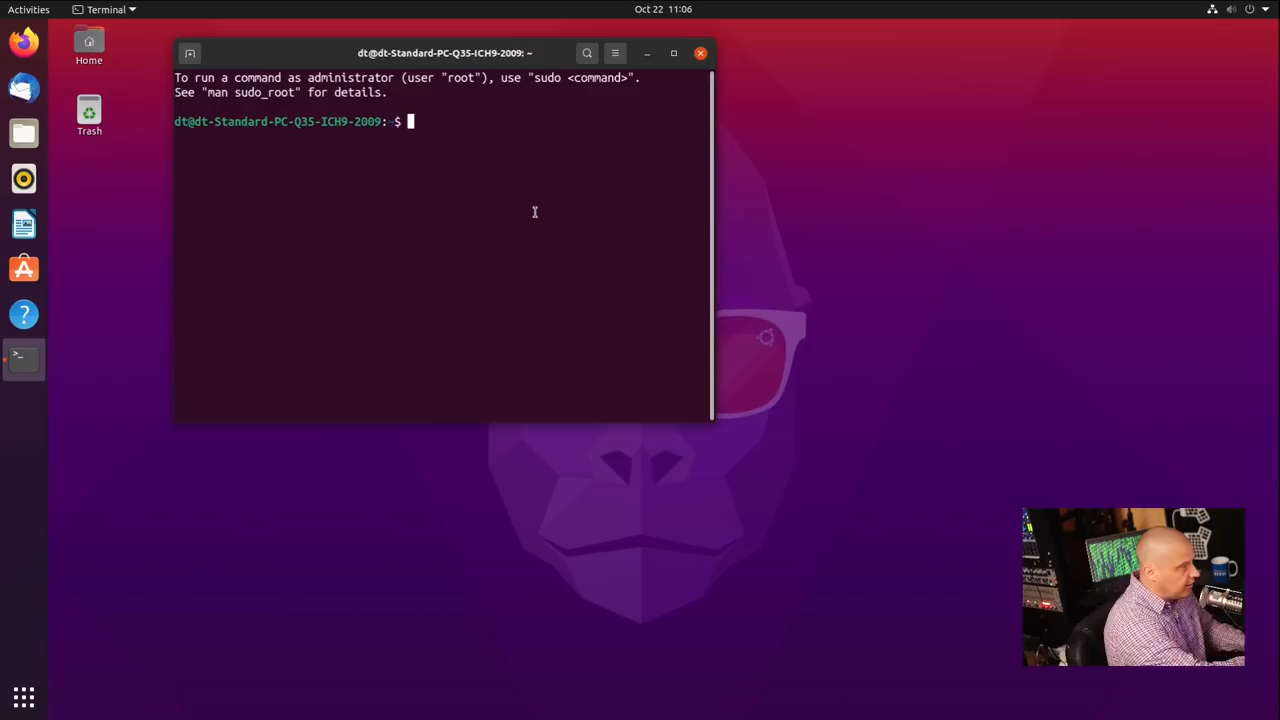 Activities
Terminal
Oct 22 11:06
Home
Trash
dt@dt-Standard-PC-Q35-ICH9-2009: ~
To run a command as administrator (user "root"), use "sudo <command>".
See "man sudo_root" for details.
dt@dt-Standard-PC-Q35-ICH9-2009:~$